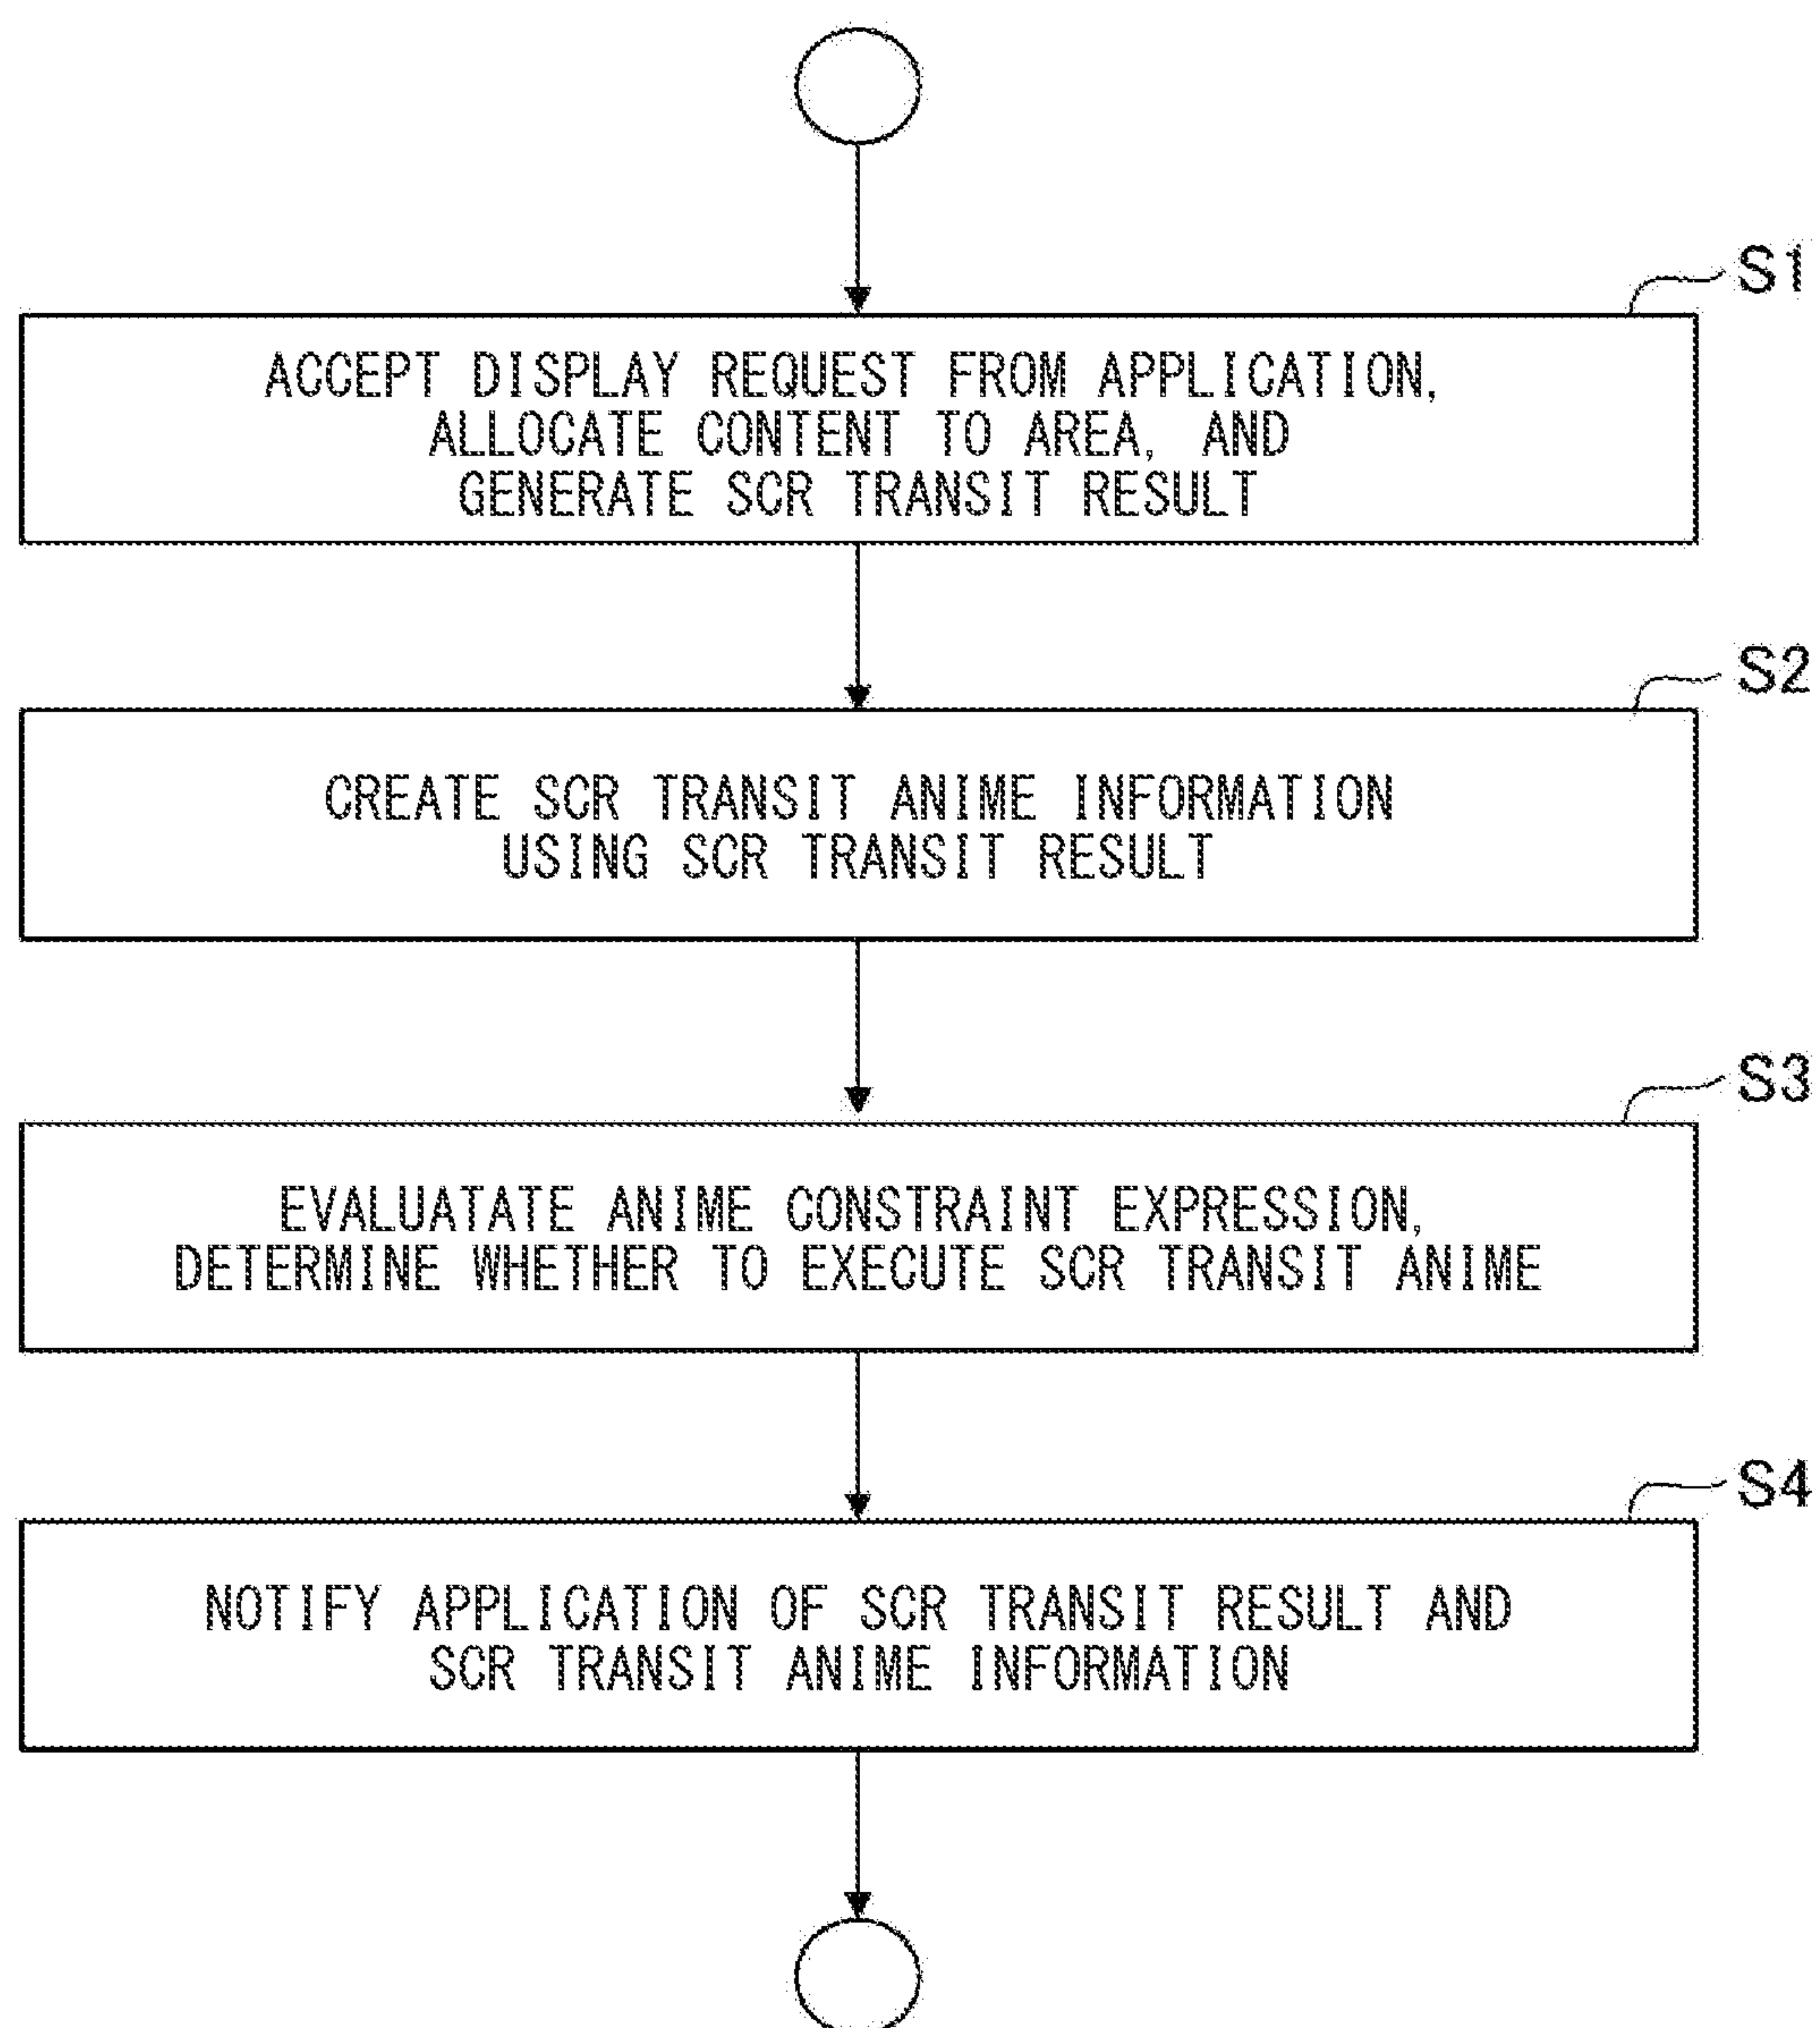 S1
ACCEPT DISPLAY REQUEST FROM APPLICATION,
ALLOCATE CONTENT TO AREA, AND
GENERATE SCR TRANSIT RESULT
S2
CREATE SCR TRANSIT ANIME INFORMATION
USING SCR TRANSIT RESULT
S3
EVALUATATE ANIME CONSTRAINT EXPRESSION,
DETERMINE WHETHER TO EXECUTE SCR TRANSIT ANIME
S4
NOTIFY APPLICATION OF SCR TRANSIT RESULT AND
SCR TRANSIT ANIME INFORMATION